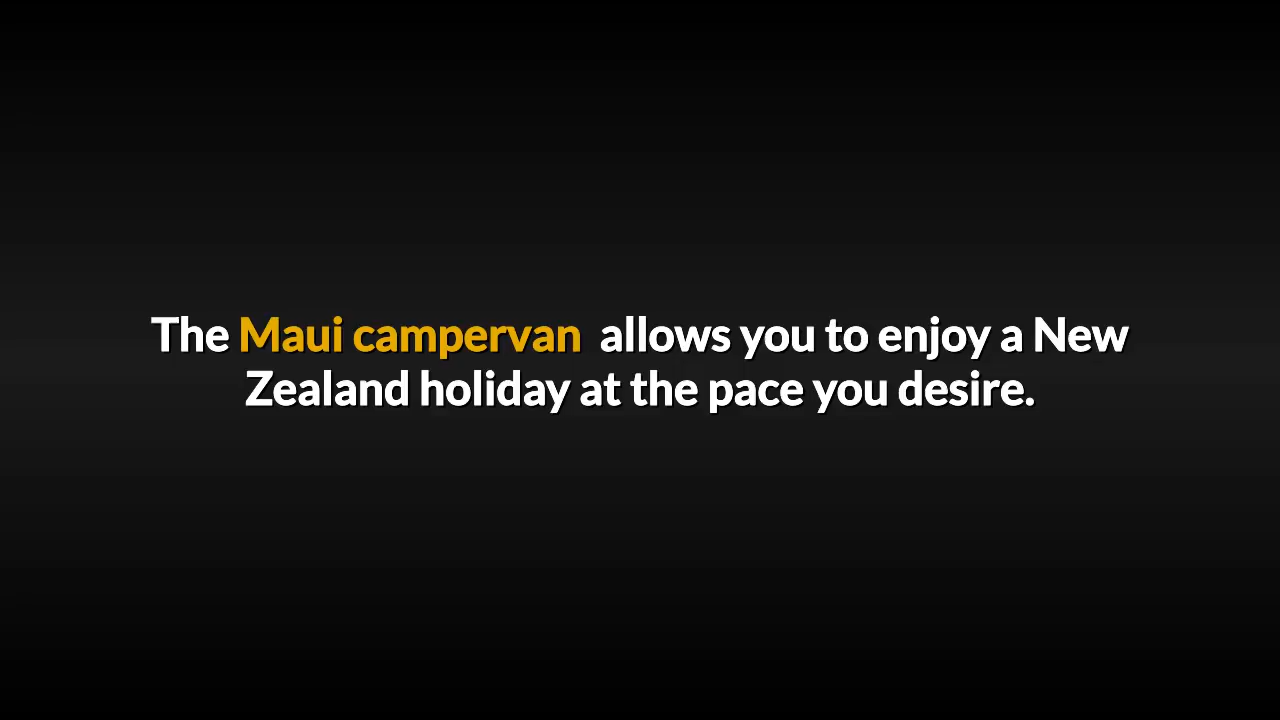 The Maui campervan  allows you to enjoy a New
Zealand holiday at the pace you desire.